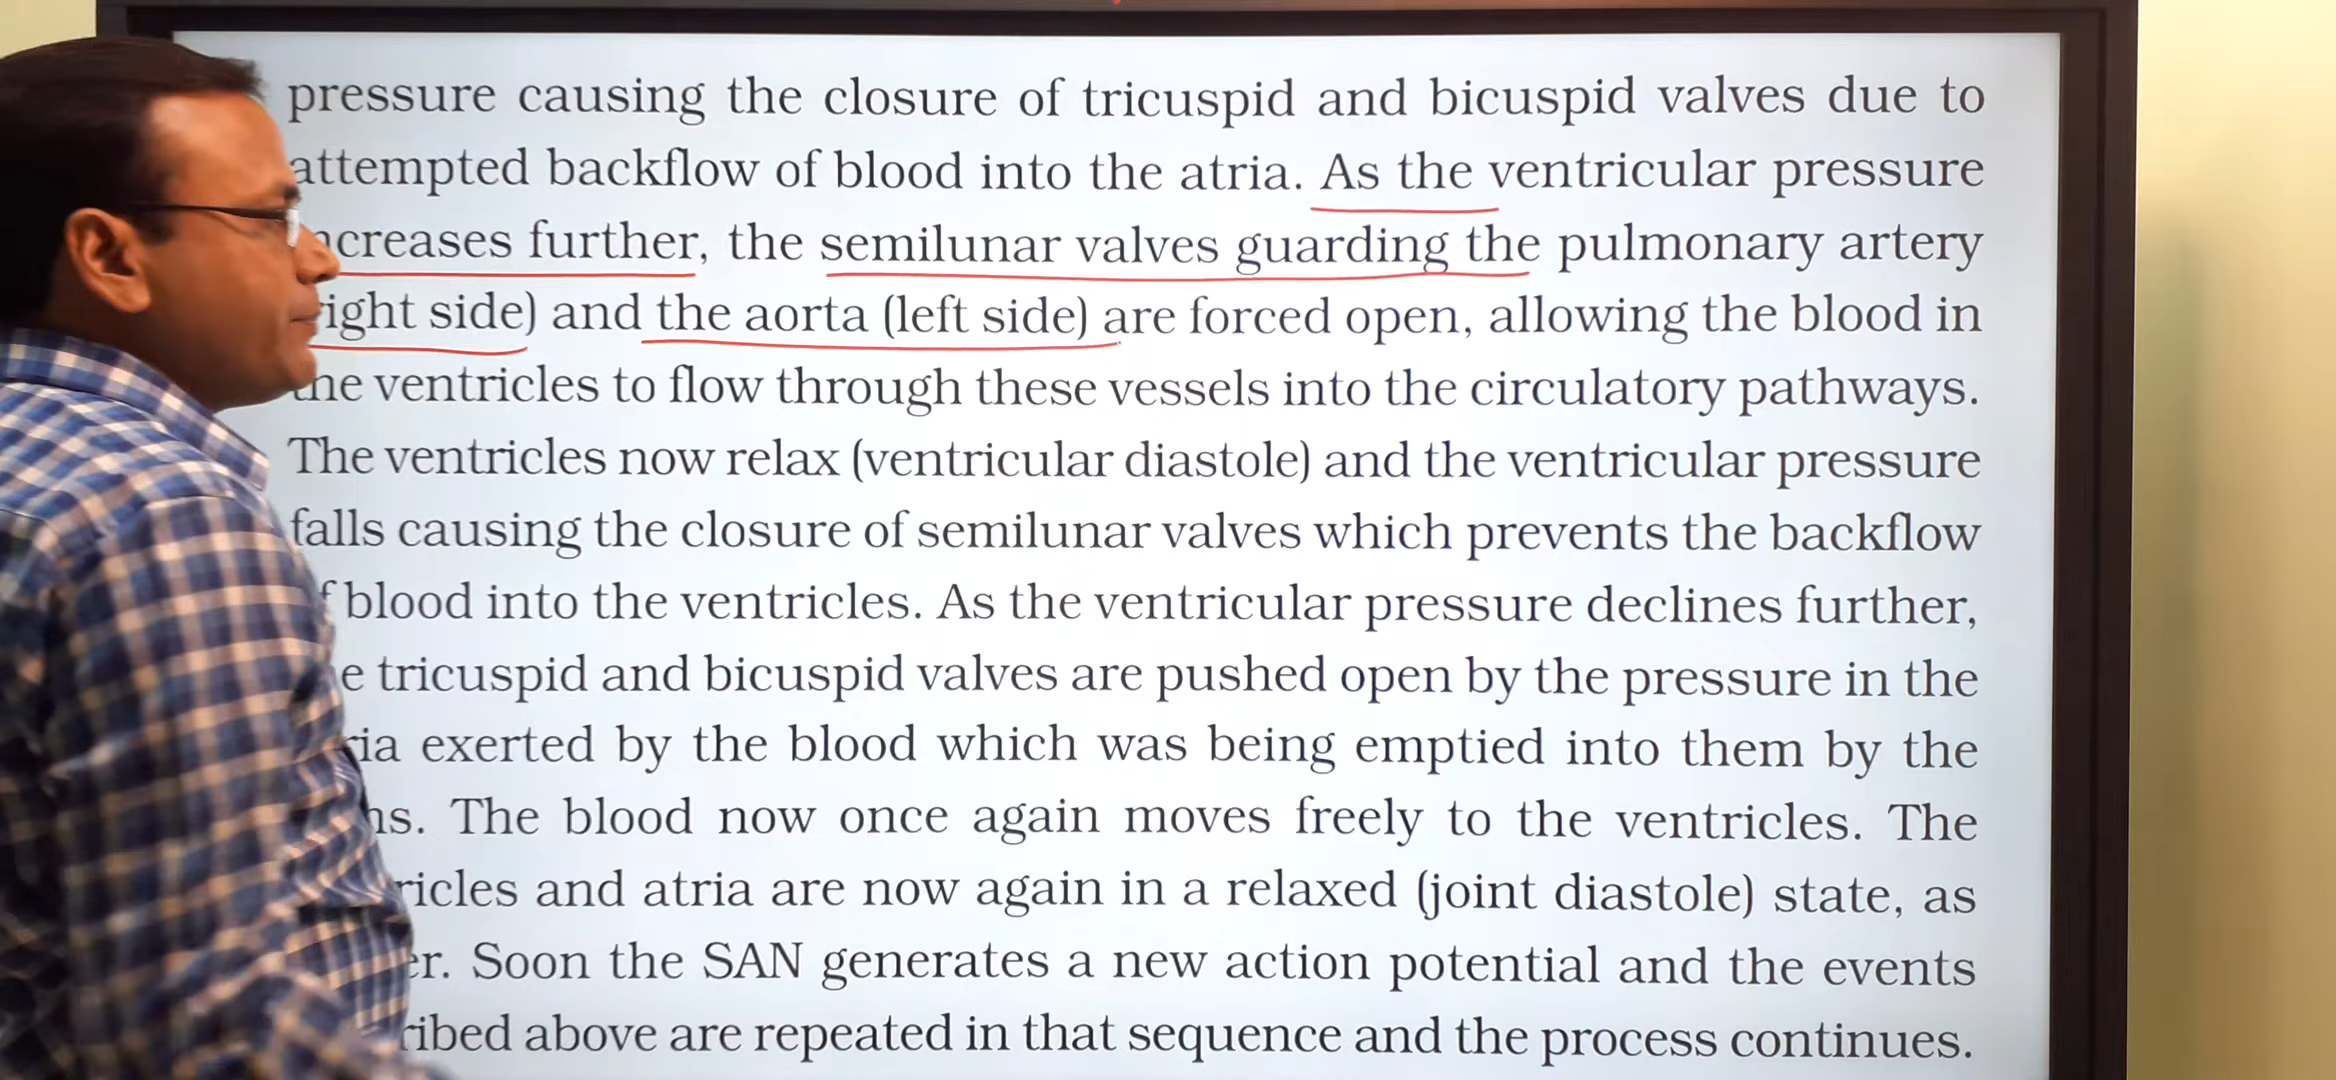 pressure causing the closure of tricuspid and bicuspid valves due to
attempted backflow of blood into the atria. As the ventricular pressure
increases further, the semilunar valves guarding the pulmonary artery
(right side) and the aorta (left side) are forced open, allowing the blood in
the ventricles to flow through these vessels into the circulatory pathways.
The ventricles now relax (ventricular diastole) and the ventricular pressure
falls causing the closure of semilunar valves which prevents the backflow
of blood into the ventricles. As the ventricular pressure declines further,
the tricuspid and bicuspid valves are pushed open by the pressure in the
atria exerted by the blood which was being emptied into them by the
The blood now once again moves freely to the ventricles. The
and atria are now again in a relaxed (joint diastole) state, as
Soon the SAN generates a new action potential and the events
above are repeated in that sequence and the process continues.